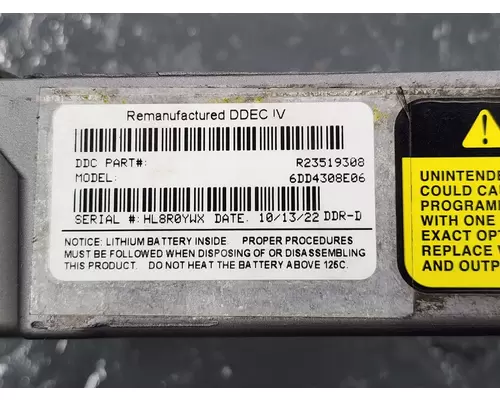 Remanufactured DDEC IV
DDC PART#: R23519308
MODEL: 6DD4308E06
SERIAL #: HL8R0YWX DATE. 10/13/22 DDR-D
NOTICE: LITHIUM BATTERY INSIDE. PROPER PROCEDURES
MUST BE FOLLOWED WHEN DISPOSING OF OR DISASSEMBLING
THIS PRODUCT. DO NOT HEAT THE BATTERY ABOVE 125C.
UNINTENDE
COULD CA
PROGRAMM
WITH ONE
EXACT OPT
REPLACE W
AND OUTP